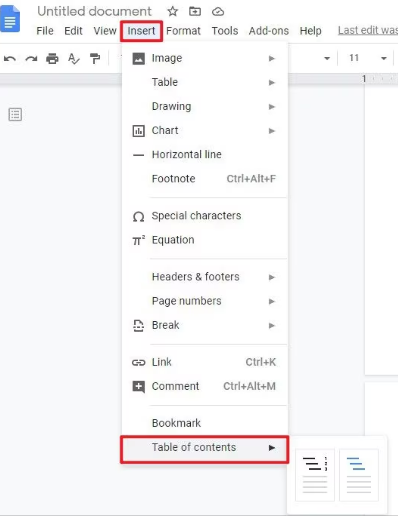 Untitled document
File Edit View Insert Format Tools Add-ons Help Last edit was
11
1
Image
Table
Drawing
Chart
Horizontal line
Footnote Ctrl+Alt+F
Special characters
Equation
Headers & footers
Page numbers
Break
Link Ctrl+K
Comment Ctrl+Alt+M
Bookmark
Table of contents